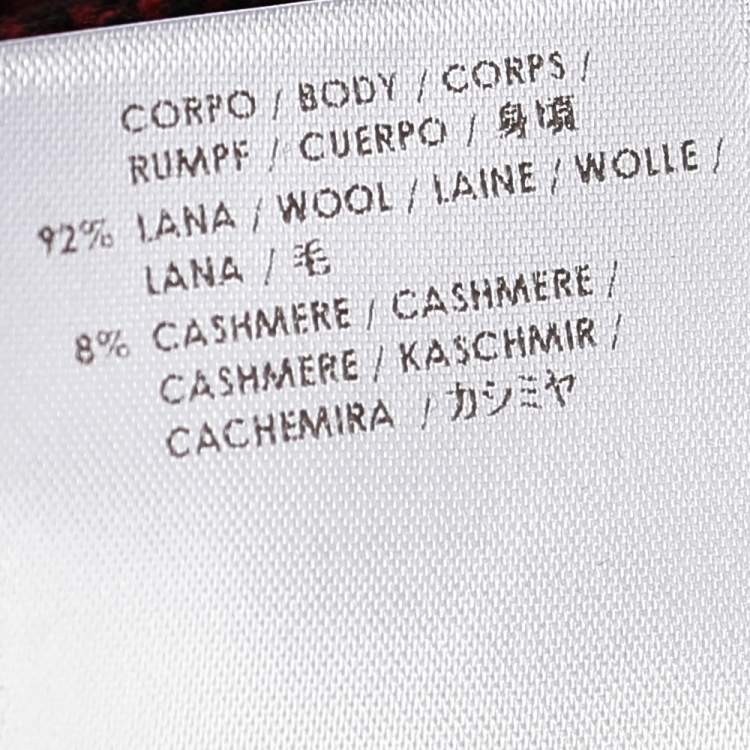 CORPO / BODY / CORPS /
RUMPF / CUERPO / 身頃
92% LANA / WOOL / LAINE / WOLLE /
LANA / 毛
8% CASHMERE / CASHMERE /
CASHMERE / KASCHMIR /
CACHEMIRA / カシミヤ